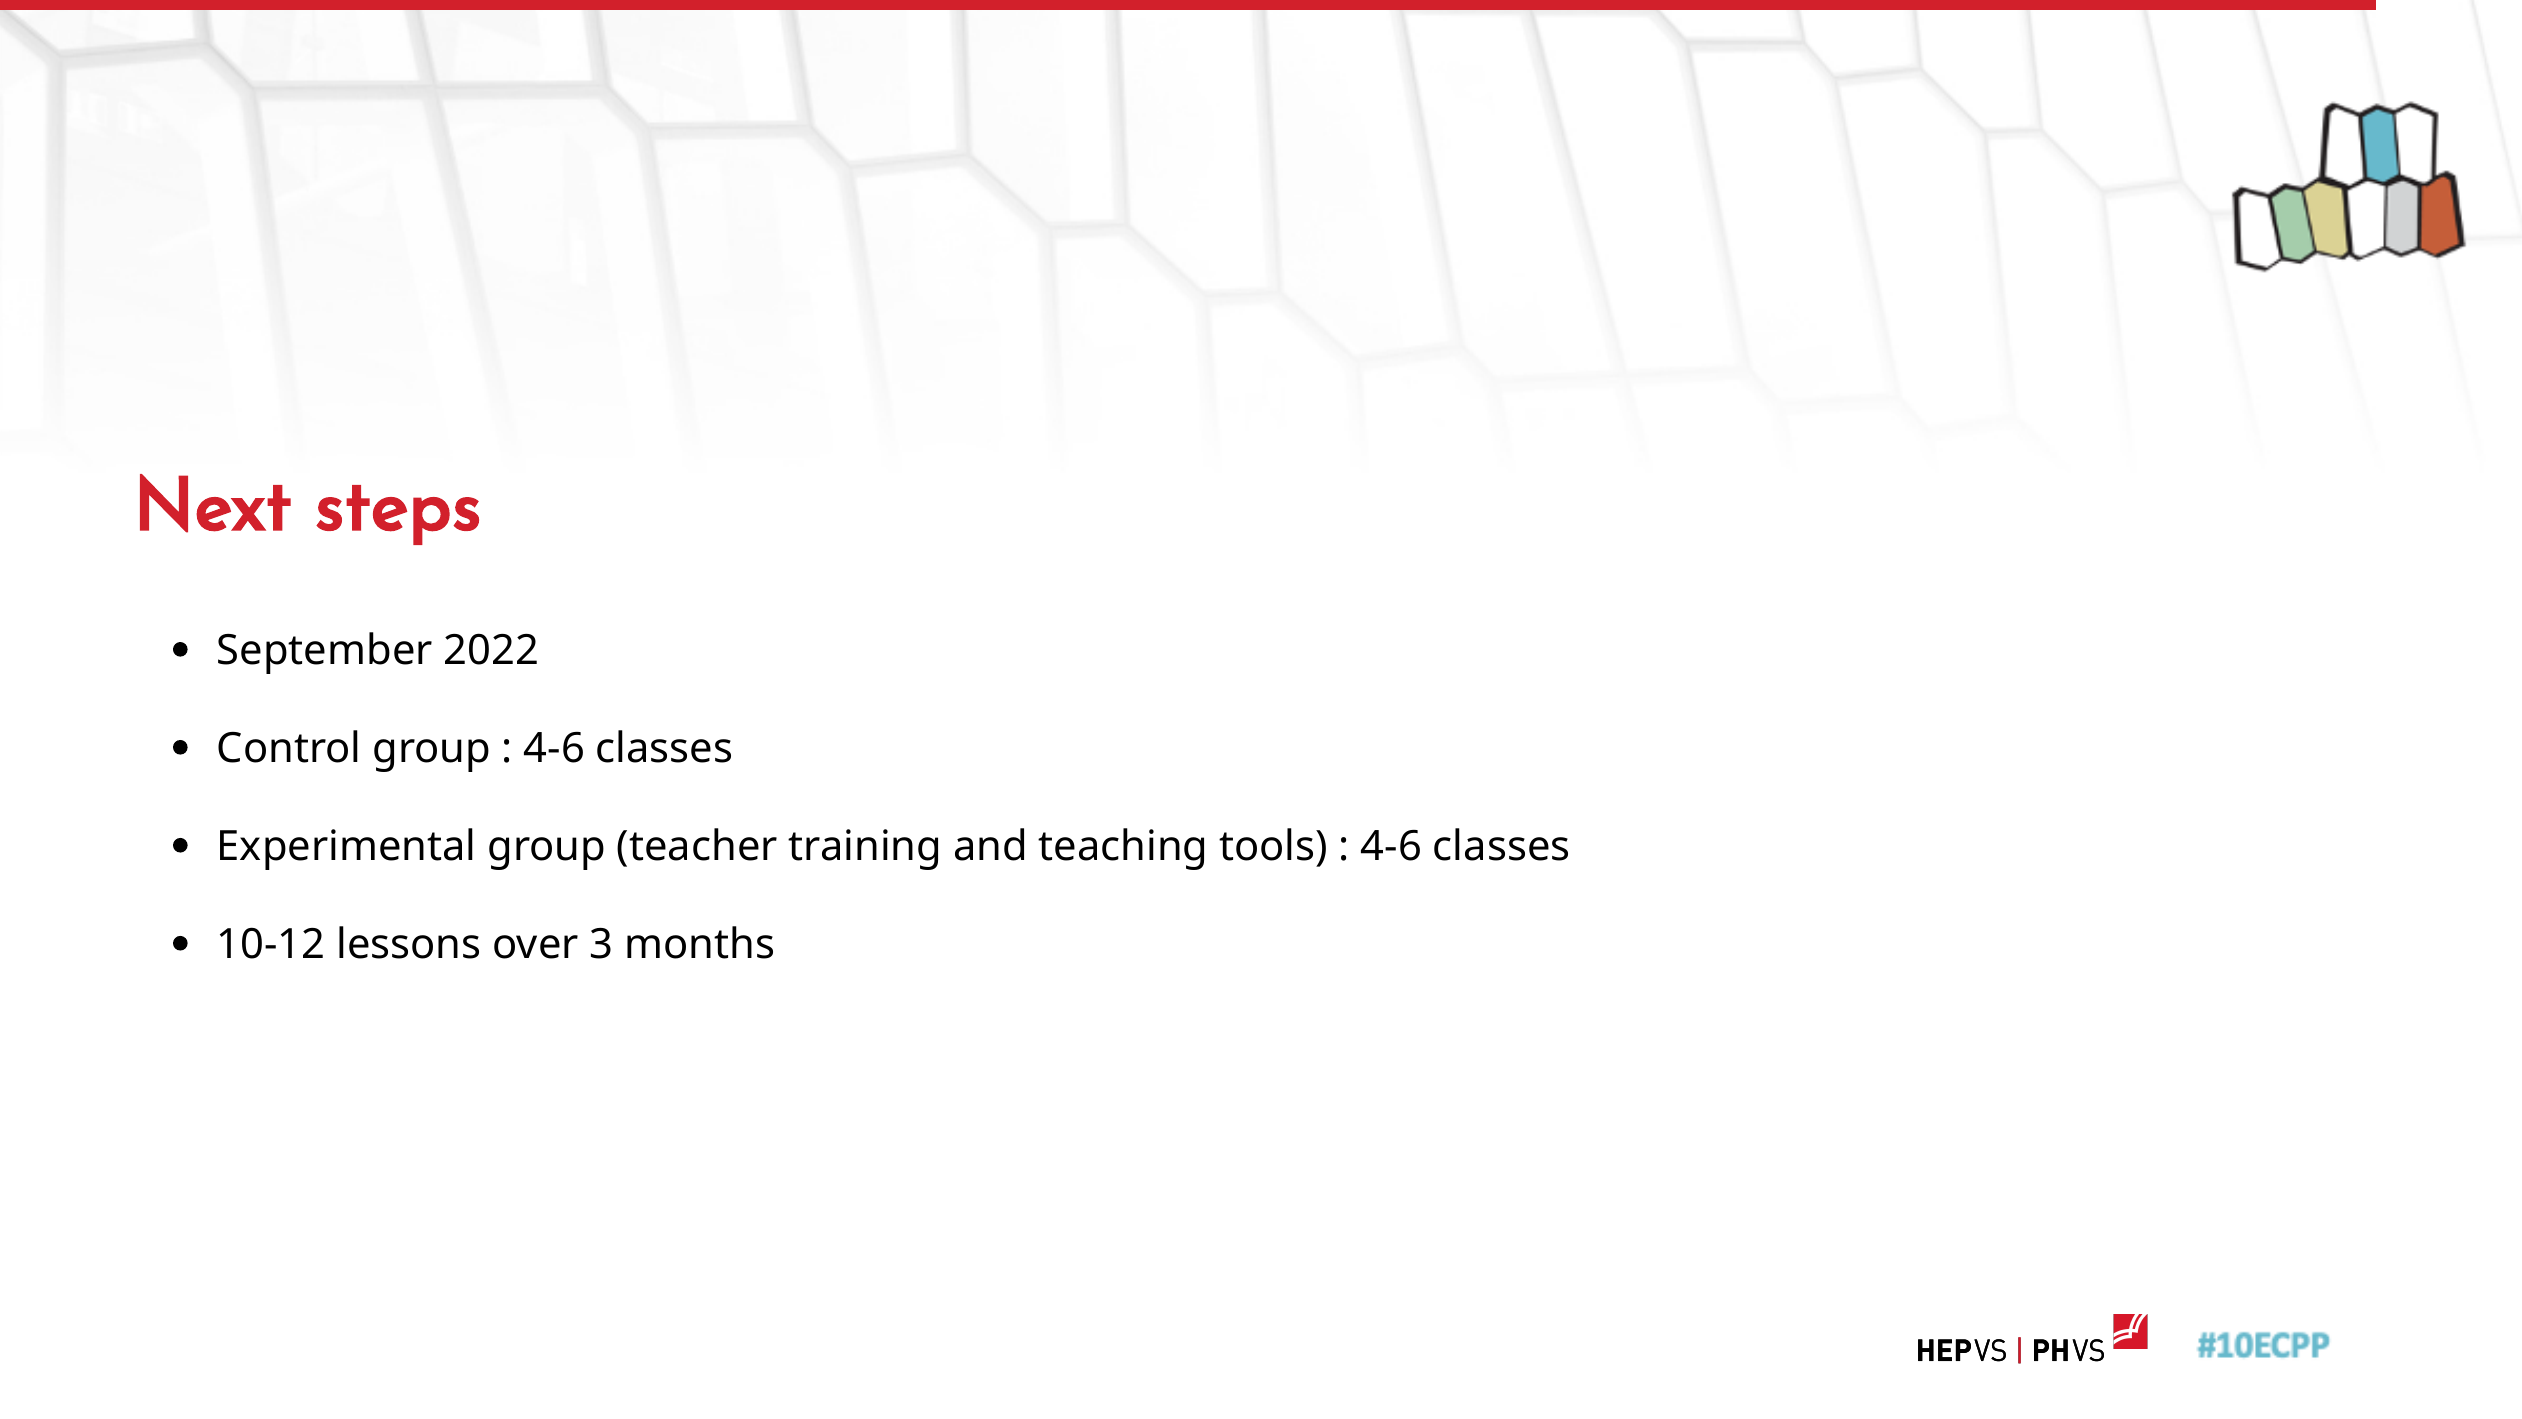 Next steps
• September 2022
• Control group : 4-6 classes
• Experimental group (teacher training and teaching tools) : 4-6 classes
• 10-12 lessons over 3 months
HEPVS | PHVS
#10ECPP